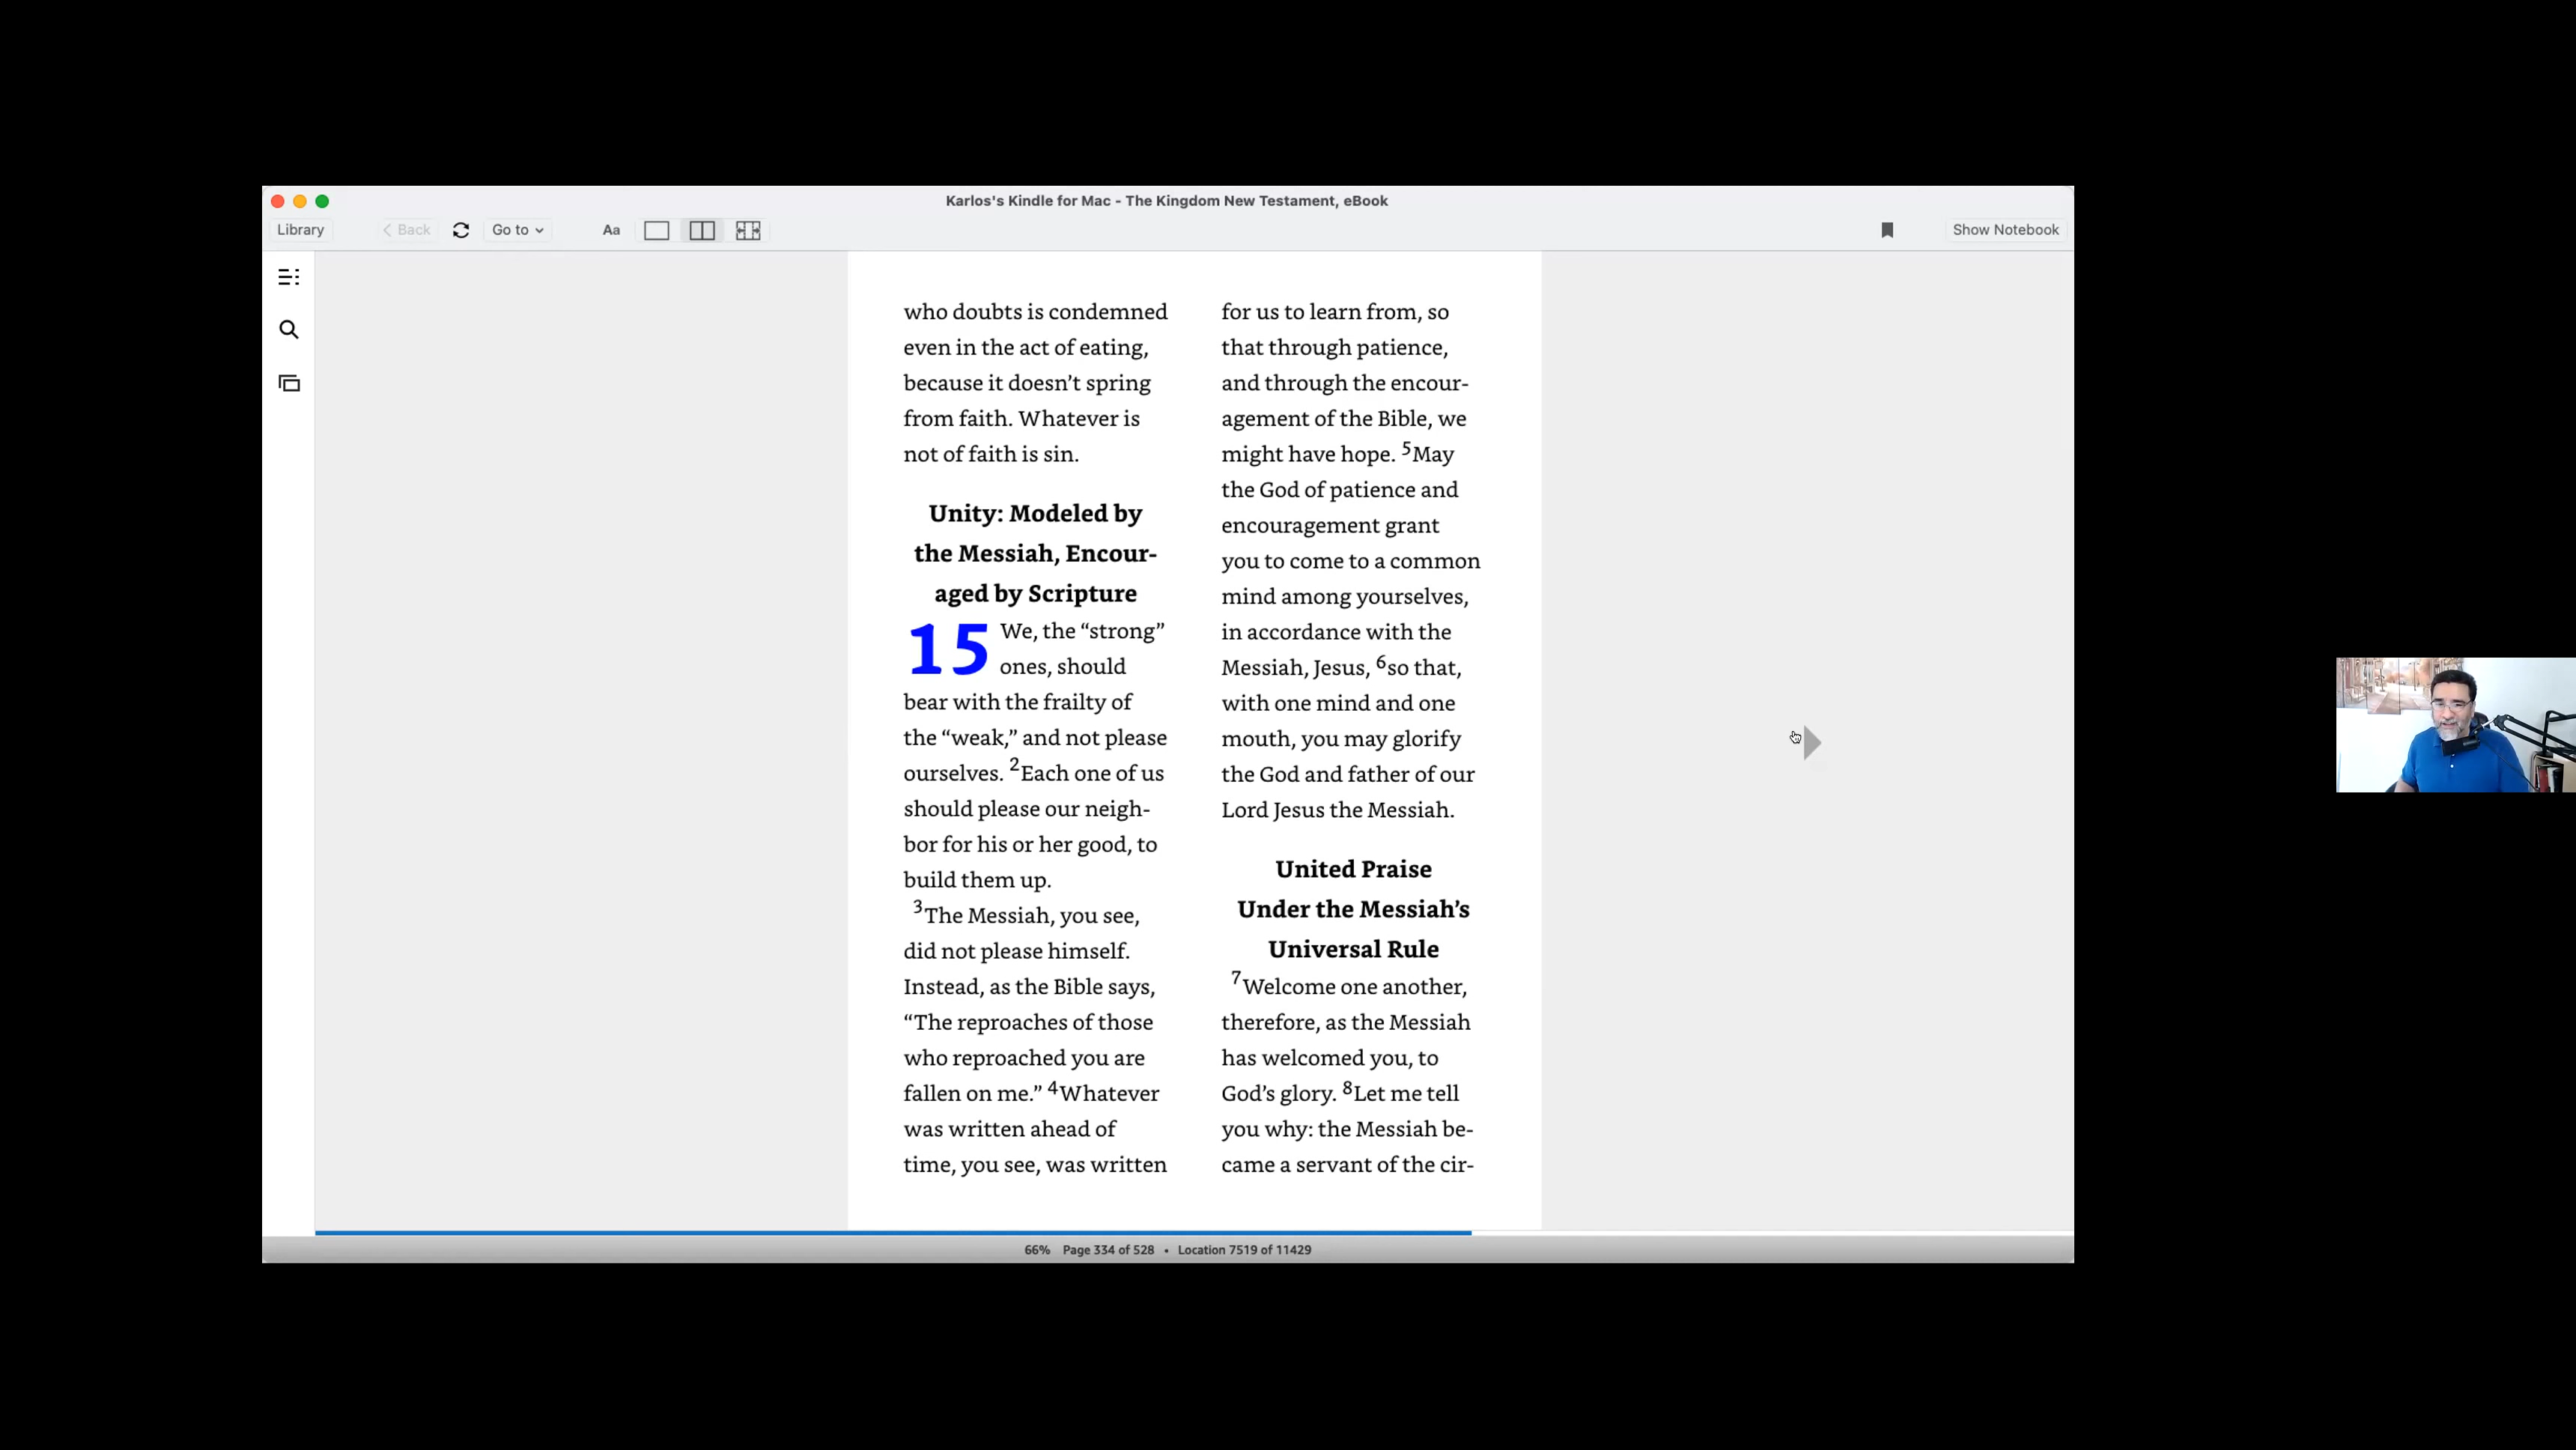 Karlos's Kindle for Mac - The Kingdom New Testament, eBook
Library
Back
Go to
Aa
Show Notebook
who doubts is condemned
even in the act of eating,
because it doesn’t spring
from faith. Whatever is
not of faith is sin.
Unity: Modeled by
the Messiah, Encour-
aged by Scripture
15 We, the “strong”
ones, should
bear with the frailty of
the “weak,” and not please
ourselves. 2Each one of us
should please our neigh-
bor for his or her good, to
build them up.
3The Messiah, you see,
did not please himself.
Instead, as the Bible says,
“The reproaches of those
who reproached you are
fallen on me.” 4Whatever
was written ahead of
time, you see, was written
for us to learn from, so
that through patience,
and through the encour-
agement of the Bible, we
might have hope. 5May
the God of patience and
encouragement grant
you to come to a common
mind among yourselves,
in accordance with the
Messiah, Jesus, 6so that,
with one mind and one
mouth, you may glorify
the God and father of our
Lord Jesus the Messiah.
United Praise
Under the Messiah’s
Universal Rule
7Welcome one another,
therefore, as the Messiah
has welcomed you, to
God’s glory. 8Let me tell
you why: the Messiah be-
came a servant of the cir-
66% Page 334 of 528 • Location 7519 of 11429